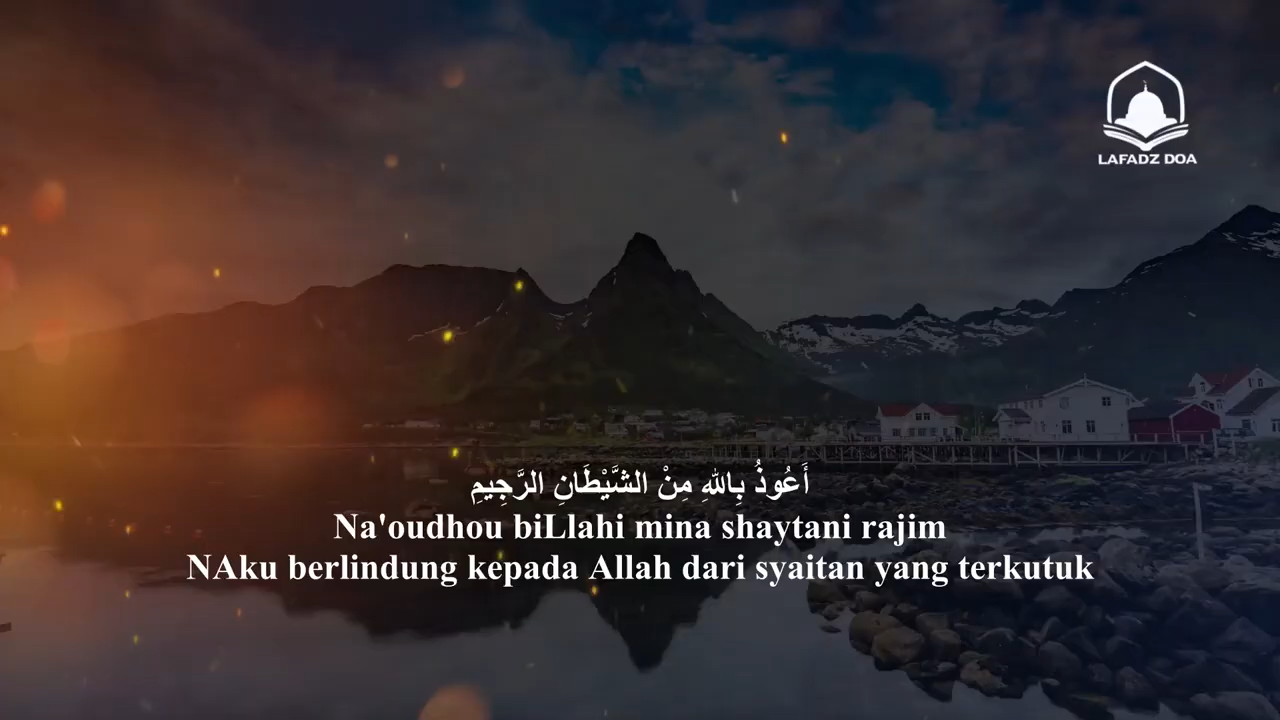 LAFADZ DOA
أَعُوذُ بِاللهِ مِنْ الشَّيْطَانِ الرَّجِيمِ
Na'oudhou biLlahi mina shaytani rajim
NAku berlindung kepada Allah dari syaitan yang terkutuk